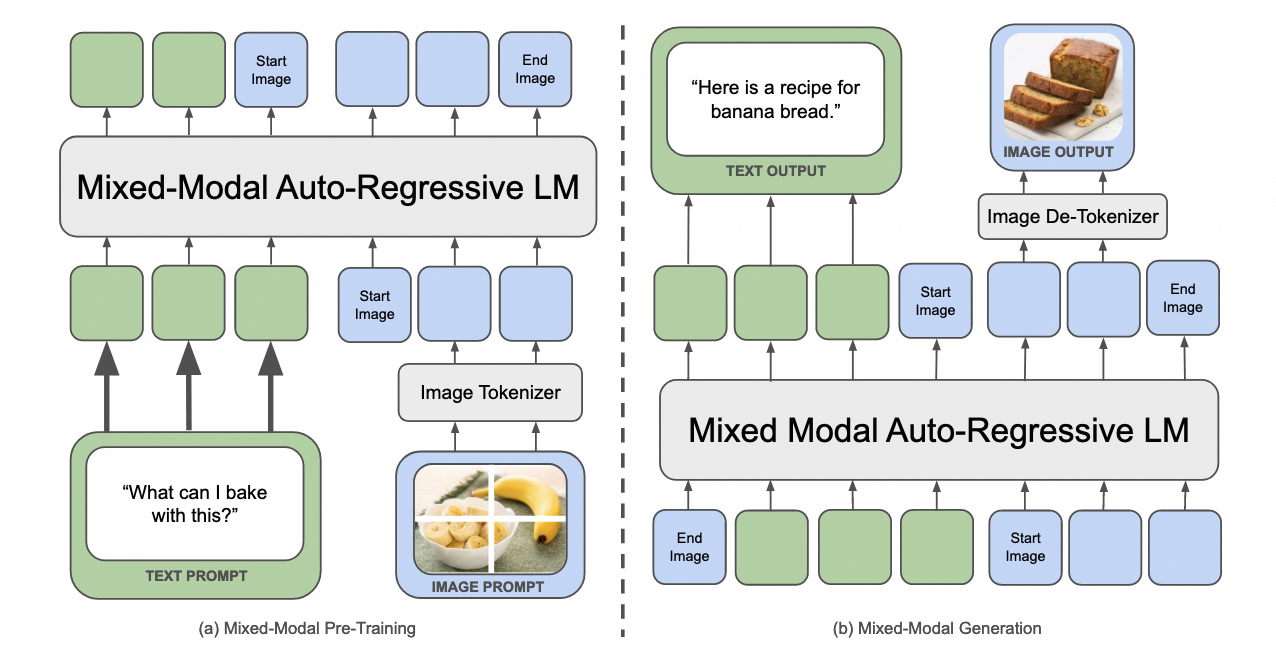 Start
Image
End
Image
Mixed-Modal Auto-Regressive LM
Start
Image
Image Tokenizer
“What can I bake
with this?”
TEXT PROMPT
IMAGE PROMPT
(a) Mixed-Modal Pre-Training
“Here is a recipe for
banana bread.”
TEXT OUTPUT
IMAGE OUTPUT
Image De-Tokenizer
Start
Image
End
Image
Mixed Modal Auto-Regressive LM
End
Image
Start
Image
(b) Mixed-Modal Generation